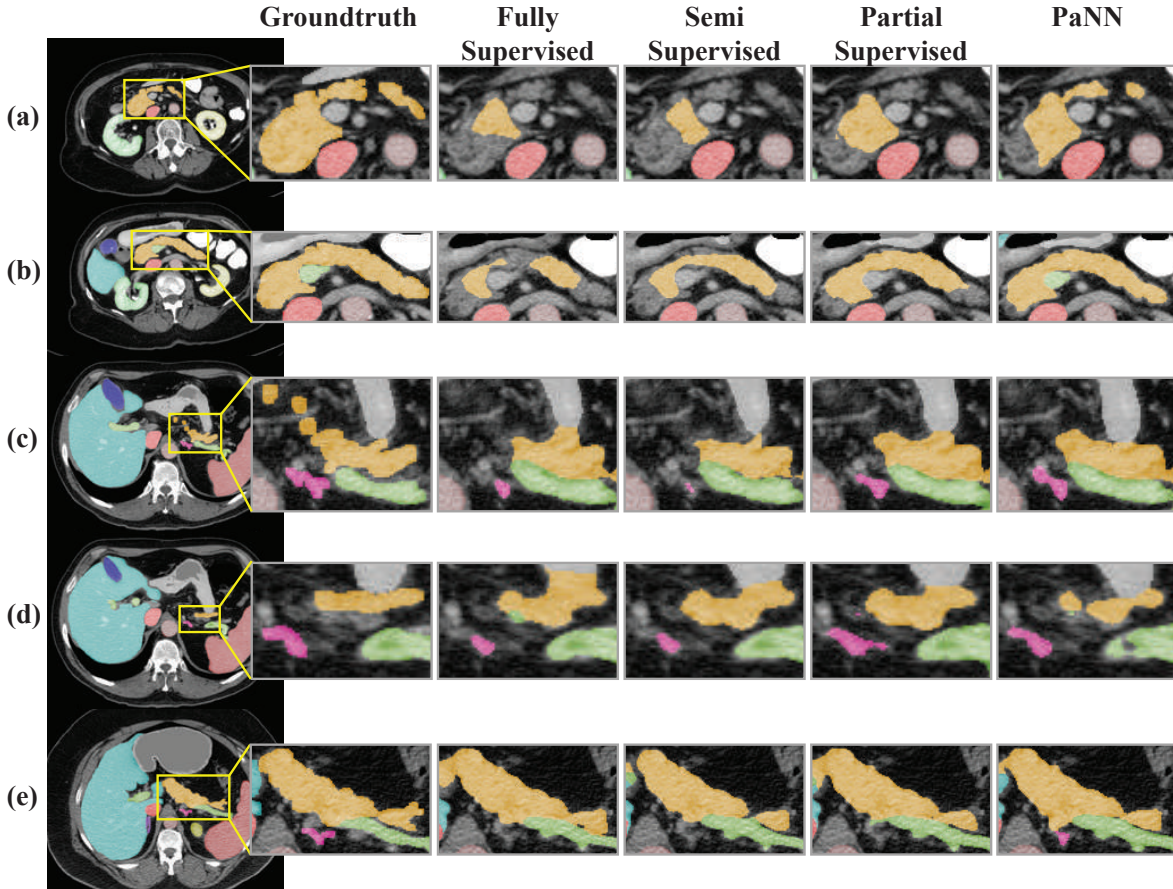 Groundtruth
Fully
Supervised
Semi
Supervised
Partial
Supervised
PaNN
(a)
(b)
(c)
(d)
(e)